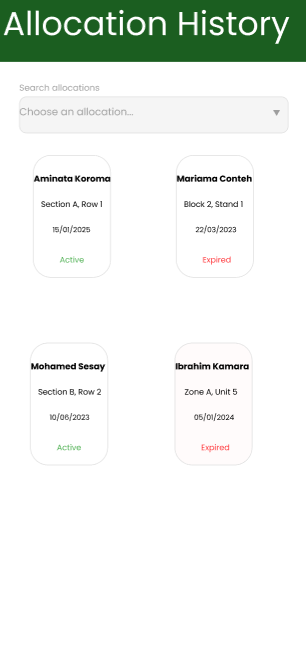 Allocation History
Search allocations
Choose an allocation...
Aminata Koroma
Section A, Row 1
15/01/2025
Active
Mariama Conteh
Block 2, Stand 1
22/03/2023
Expired
Mohamed Sesay
Section B, Row 2
10/06/2023
Active
Ibrahim Kamara
Zone A, Unit 5
05/01/2024
Expired